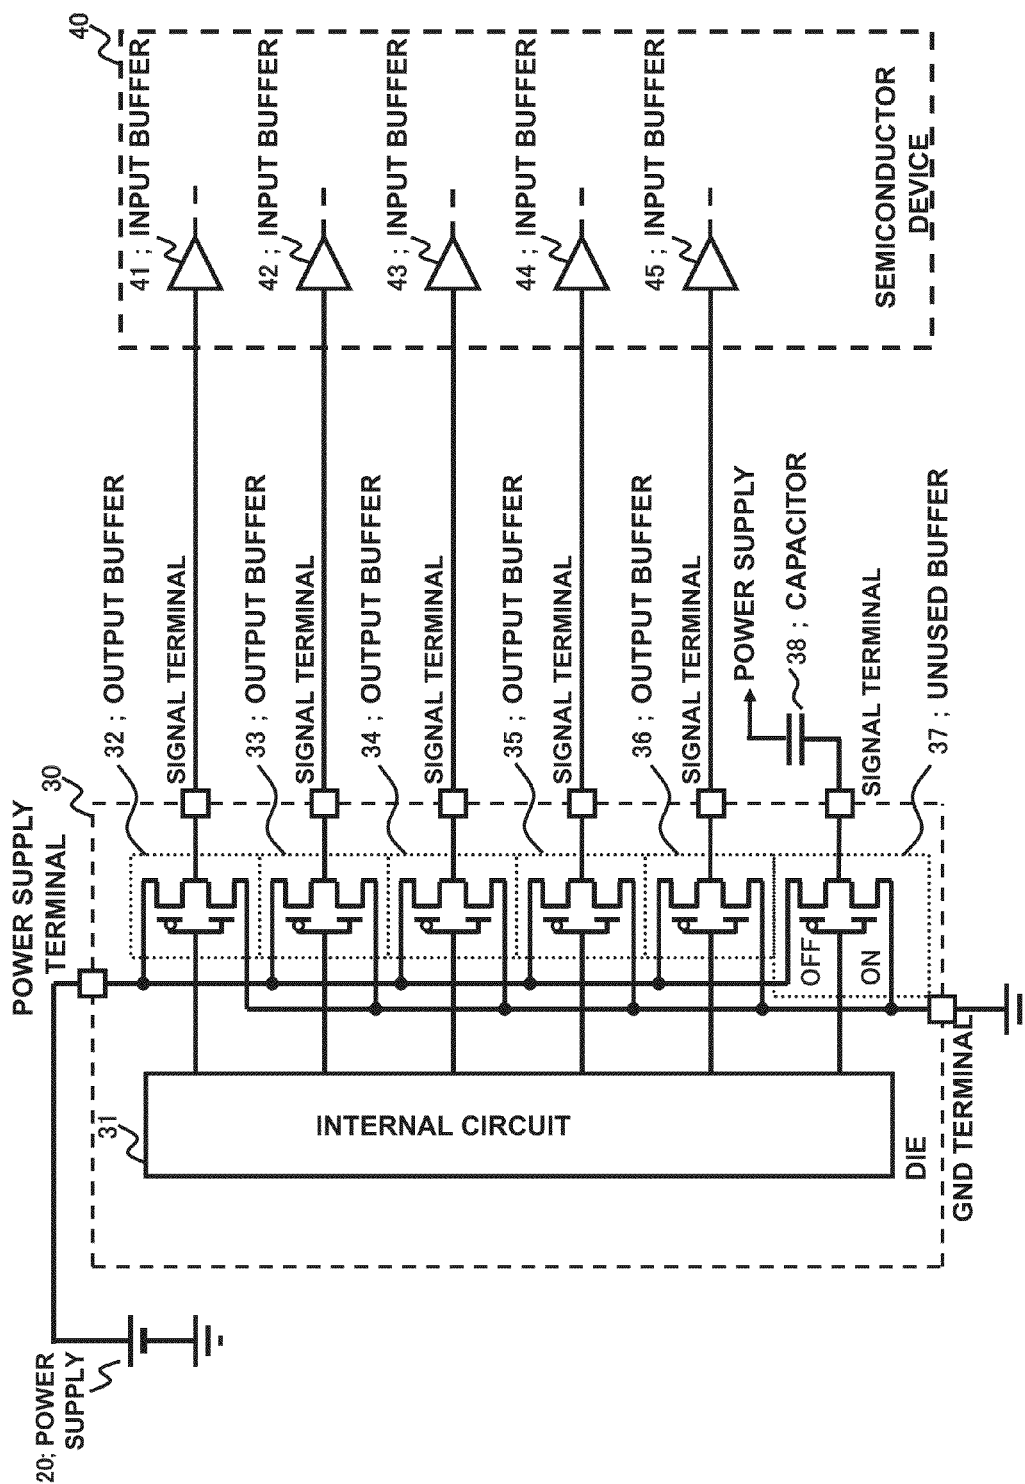 20; POWER
SUPPLY
POWER SUPPLY
TERMINAL
30
31
INTERNAL CIRCUIT
DIE
GND TERMINAL
OFF
ON
32 ; OUTPUT BUFFER
SIGNAL TERMINAL
33 ; OUTPUT BUFFER
SIGNAL TERMINAL
34 ; OUTPUT BUFFER
SIGNAL TERMINAL
35 ; OUTPUT BUFFER
SIGNAL TERMINAL
36 ; OUTPUT BUFFER
SIGNAL TERMINAL
POWER SUPPLY
38 ; CAPACITOR
SIGNAL TERMINAL
37 ; UNUSED BUFFER
40
41 ; INPUT BUFFER
42 ; INPUT BUFFER
43 ; INPUT BUFFER
44 ; INPUT BUFFER
45 ; INPUT BUFFER
SEMICONDUCTOR
DEVICE